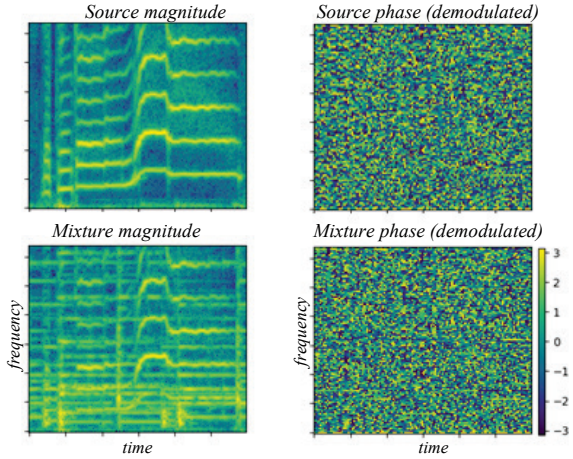 Source magnitude
Source phase (demodulated)
Mixture magnitude
Mixture phase (demodulated)
frequency
frequency
3
2
1
0
−1
−2
−3
time
time